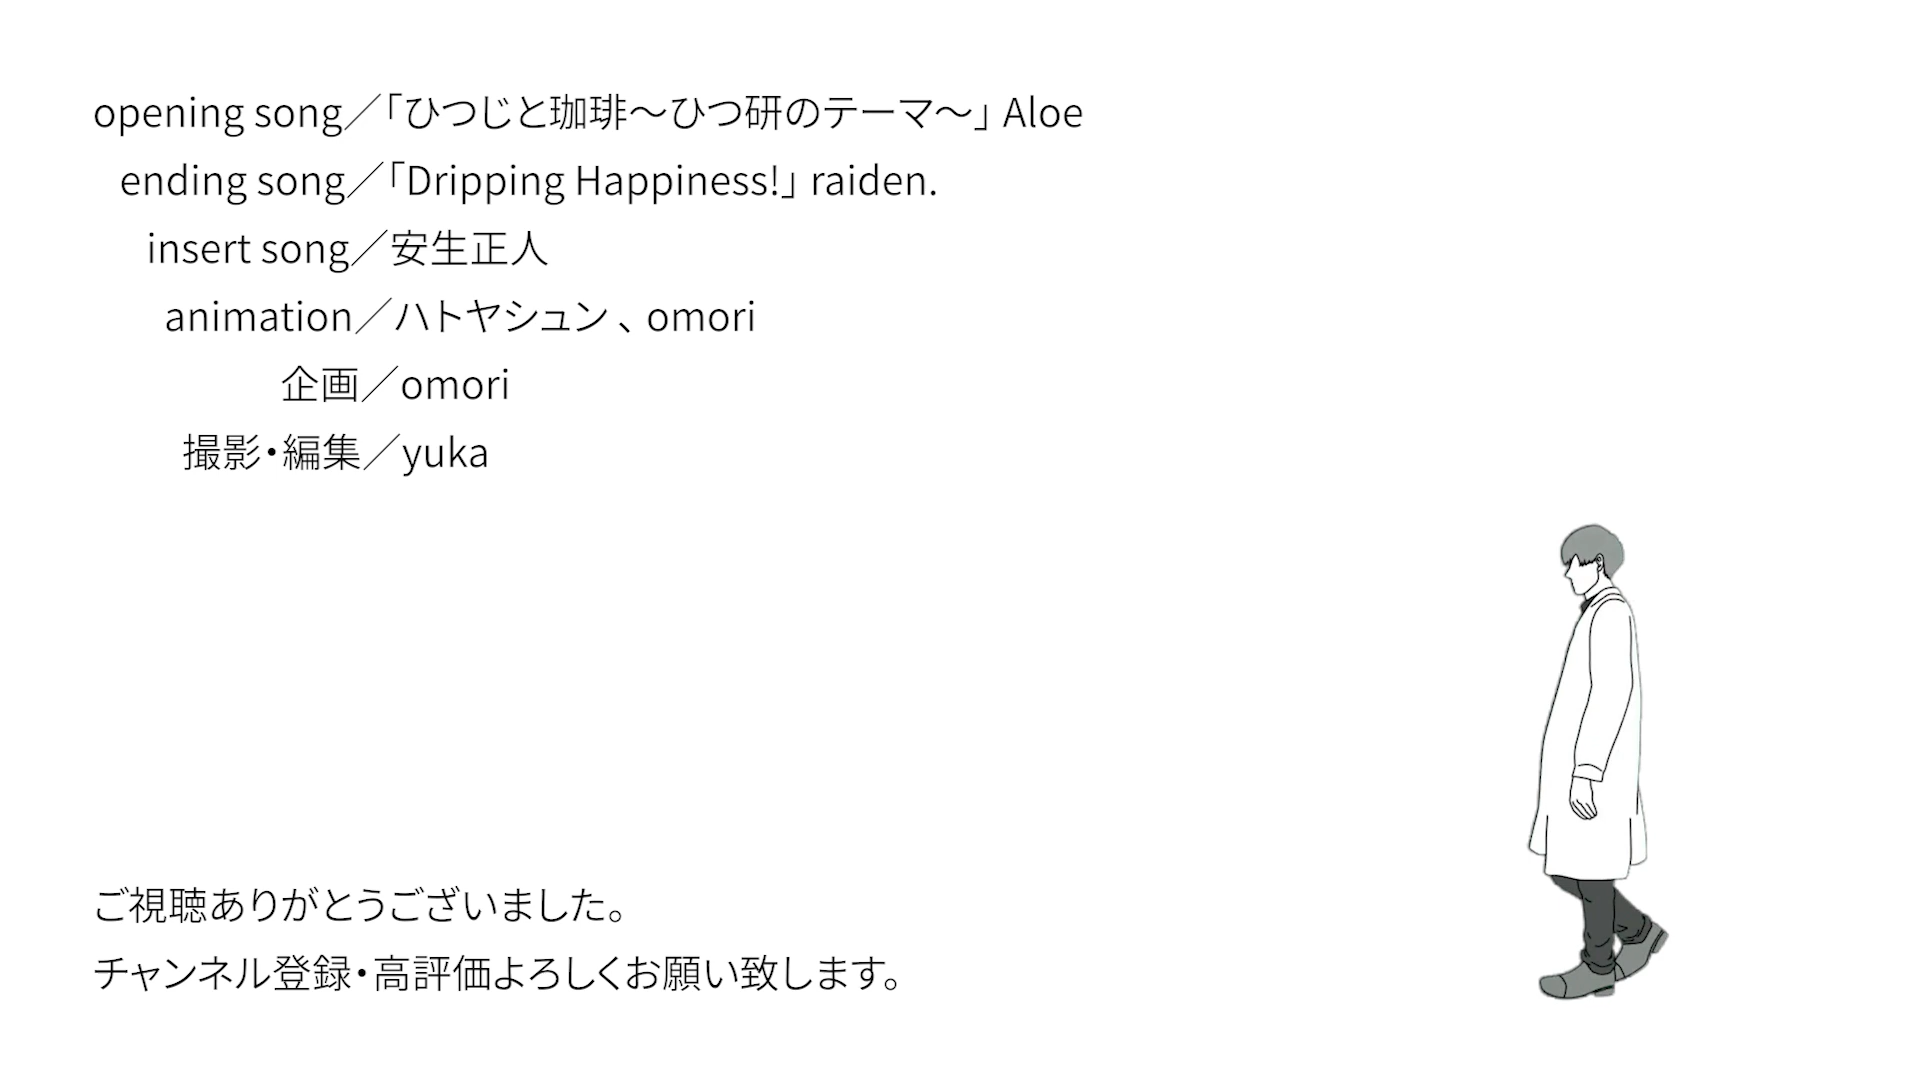 opening song／「ひつじと珈琲～ひつ研のテーマ～」 Aloe
ending song／「Dripping Happiness!」 raiden.
insert song／安生正人
animation／ハトヤシュン 、 omori
企画／omori
撮影・編集／yuka
ご視聴ありがとうございました。
チャンネル登録・高評価よろしくお願い致します。